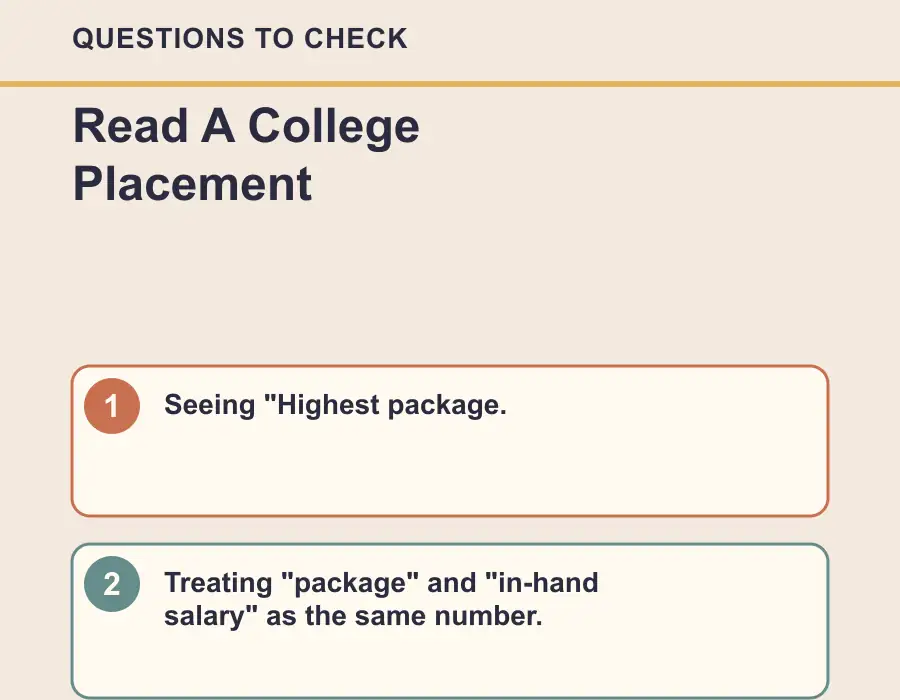 QUESTIONS TO CHECK
Read A College
Placement
1
Seeing "Highest package.
2
Treating "package" and "in-hand
salary" as the same number.